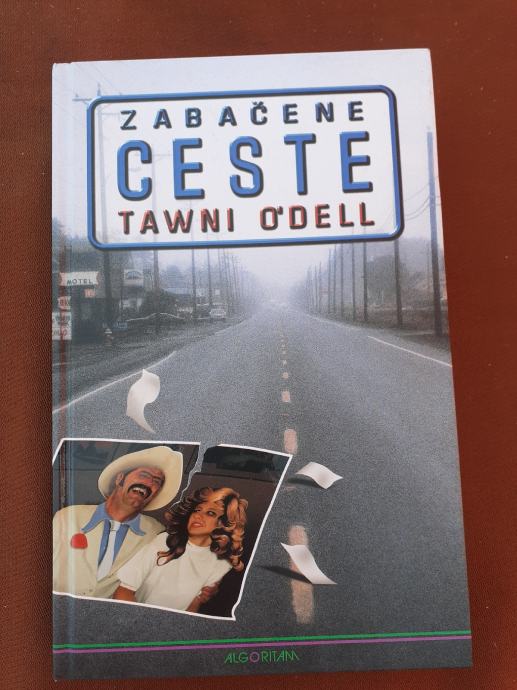 ZABAČENE
CESTE
TAWNI O'DELL
MOTEL
ALGORITAM